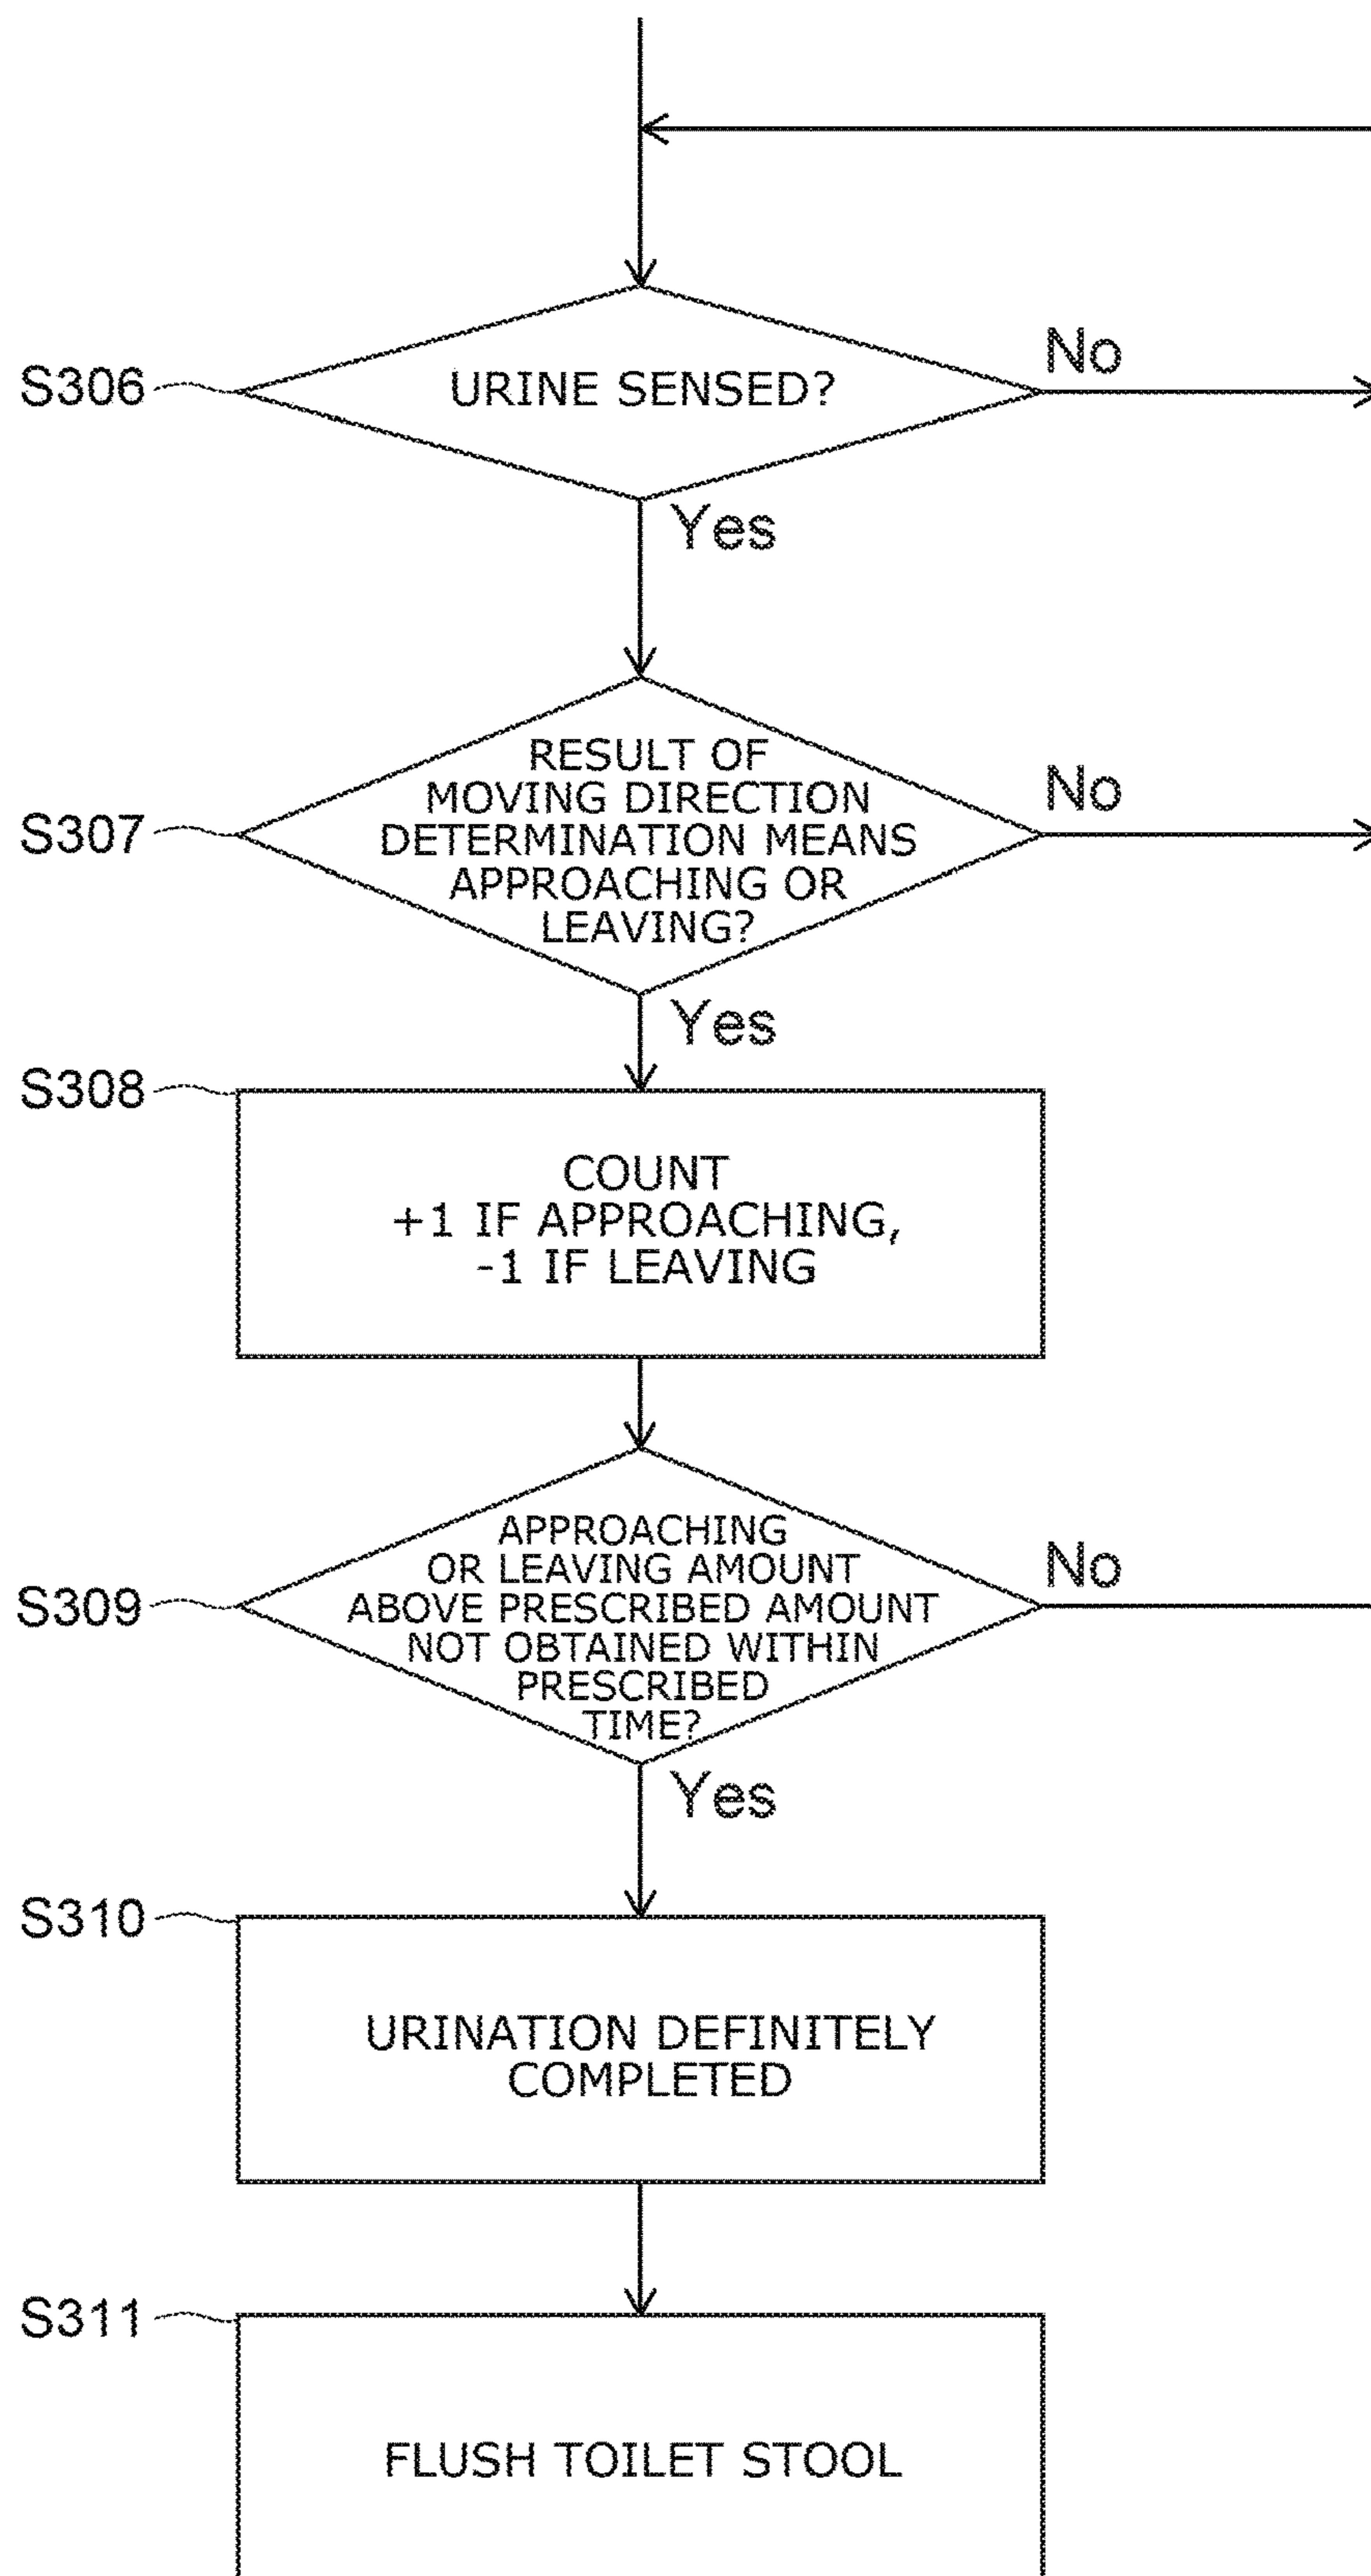 S306
URINE SENSED?
No
Yes
S307
RESULT OF
MOVING DIRECTION
DETERMINATION MEANS
APPROACHING OR
LEAVING?
No
Yes
S308
COUNT
+1 IF APPROACHING,
-1 IF LEAVING
S309
APPROACHING
OR LEAVING AMOUNT
ABOVE PRESCRIBED AMOUNT
NOT OBTAINED WITHIN
PRESCRIBED
TIME?
No
Yes
S310
URINATION DEFINITELY
COMPLETED
S311
FLUSH TOILET STOOL